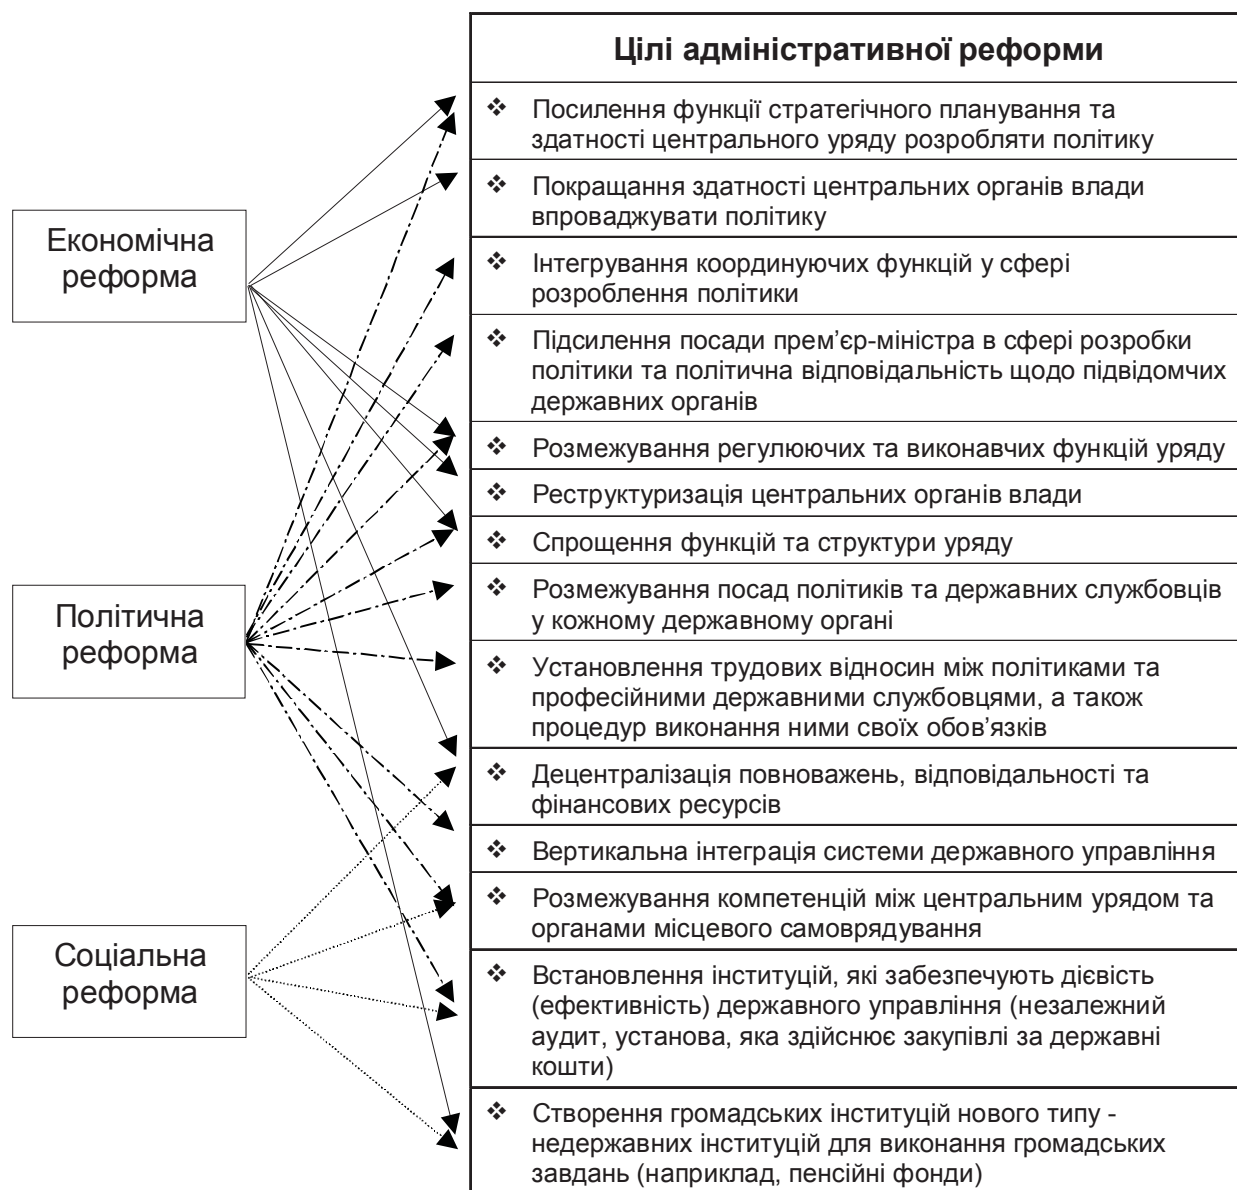 Цілі адміністративної реформи
❖ Посилення функції стратегічного планування та
здатності центрального уряду розробляти політику
❖ Покращання здатності центральних органів влади
впроваджувати політику
❖ Інтегрування координуючих функцій у сфері
розроблення політики
❖ Підсилення посади прем’єр-міністра в сфері розробки
політики та політична відповідальність щодо підвідомчих
державних органів
❖ Розмежування регулюючих та виконавчих функцій уряду
❖ Реструктуризація центральних органів влади
❖ Спрощення функцій та структури уряду
❖ Розмежування посад політиків та державних службовців
у кожному державному органі
❖ Установлення трудових відносин між політиками та
професійними державними службовцями, а також
процедур виконання ними своїх обов’язків
❖ Децентралізація повноважень, відповідальності та
фінансових ресурсів
❖ Вертикальна інтеграція системи державного управління
❖ Розмежування компетенцій між центральним урядом та
органами місцевого самоврядування
❖ Встановлення інституцій, які забезпечують дієвість
(ефективність) державного управління (незалежний
аудит, установа, яка здійснює закупівлі за державні
кошти)
❖ Створення громадських інституцій нового типу -
недержавних інституцій для виконання громадських
завдань (наприклад, пенсійні фонди)
Економічна
реформа
Політична
реформа
Соціальна
реформа